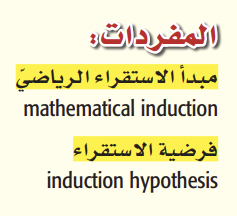 المفردات:
مبدأ الاستقراء الرياضيّ
mathematical induction
فرضية الاستقراء
induction hypothesis